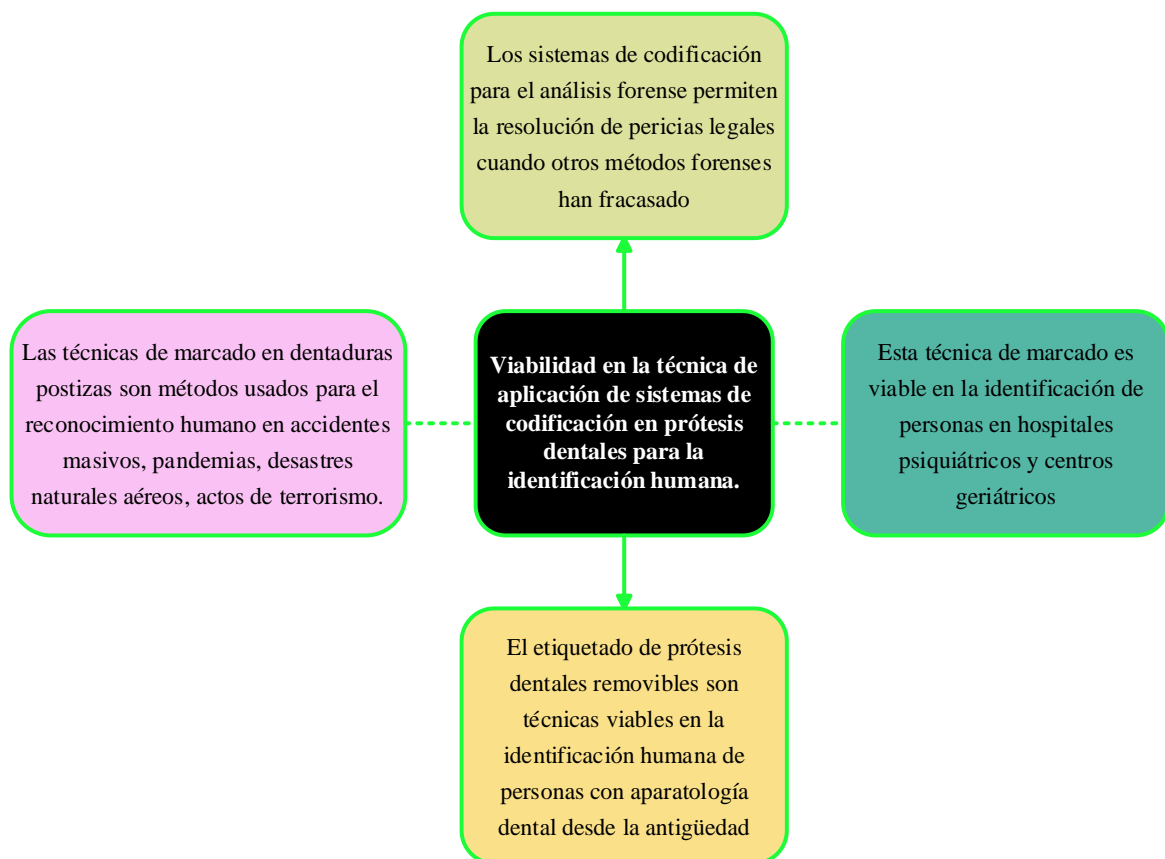 Los sistemas de codificación
para el análisis forense permiten
la resolución de pericias legales
cuando otros métodos forenses
han fracasado
Las técnicas de marcado en dentaduras
postizas son métodos usados para el
reconocimiento humano en accidentes
masivos, pandemias, desastres
naturales aéreos, actos de terrorismo.
Viabilidad en la técnica de
aplicación de sistemas de
codificación en prótesis
dentales para la
identificación humana.
Esta técnica de marcado es
viable en la identificación de
personas en hospitales
psiquiátricos y centros
geriátricos
El etiquetado de prótesis
dentales removibles son
técnicas viables en la
identificación humana de
personas con aparatología
dental desde la antigüedad